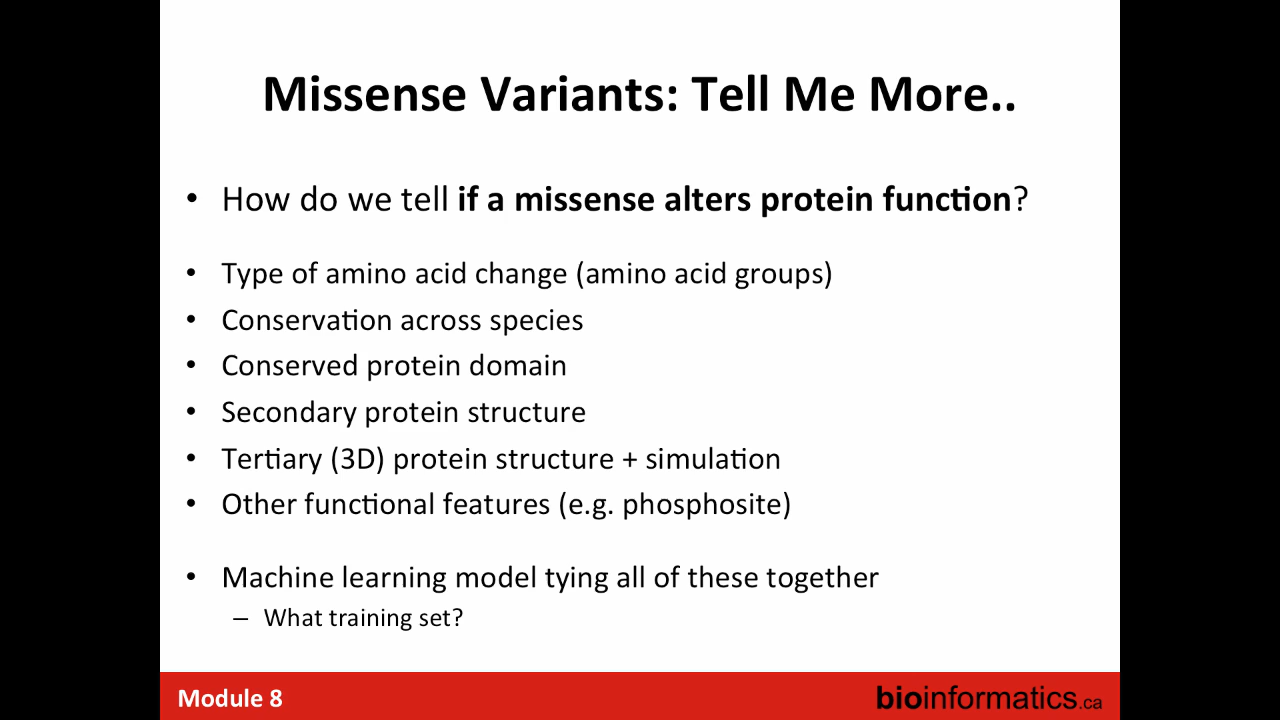 Missense Variants: Tell Me More..
• How do we tell if a missense alters protein function?
• Type of amino acid change (amino acid groups)
• Conservation across species
• Conserved protein domain
• Secondary protein structure
• Tertiary (3D) protein structure + simulation
• Other functional features (e.g. phosphosite)
• Machine learning model tying all of these together
– What training set?
Module 8
bioinformatics.ca